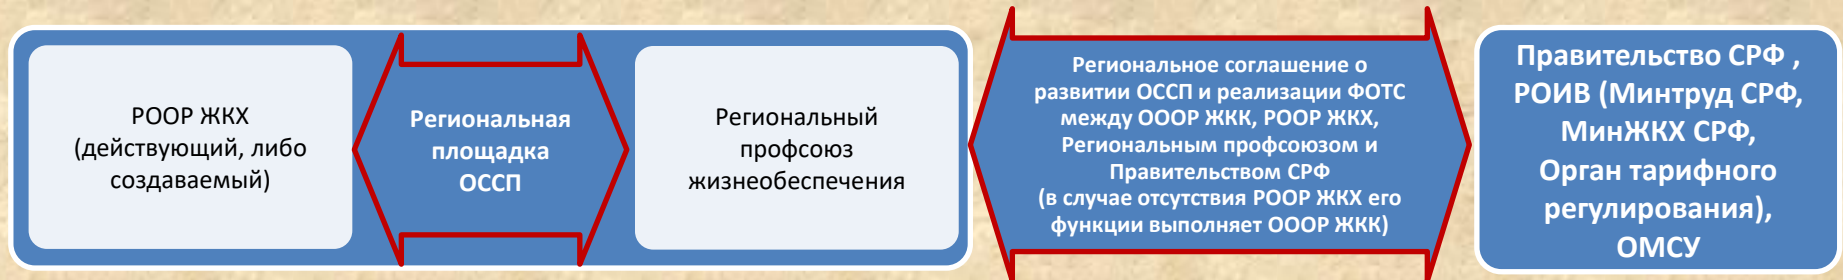 РООР ЖКХ
(действующий, либо
создаваемый)
Региональная
площадка
ОССП
Региональный
профсоюз
жизнеобеспечения
Региональное соглашение о
развитии ОССП и реализации ФОТС
между ОООР ЖКК, РООР ЖКХ,
Региональным профсоюзом и
Правительством СРФ
(в случае отсутствия РООР ЖКХ его
функции выполняет ОООР ЖКК)
Правительство СРФ ,
РОИВ (Минтруд СРФ,
МинЖКХ СРФ,
Орган тарифного
регулирования),
ОМСУ